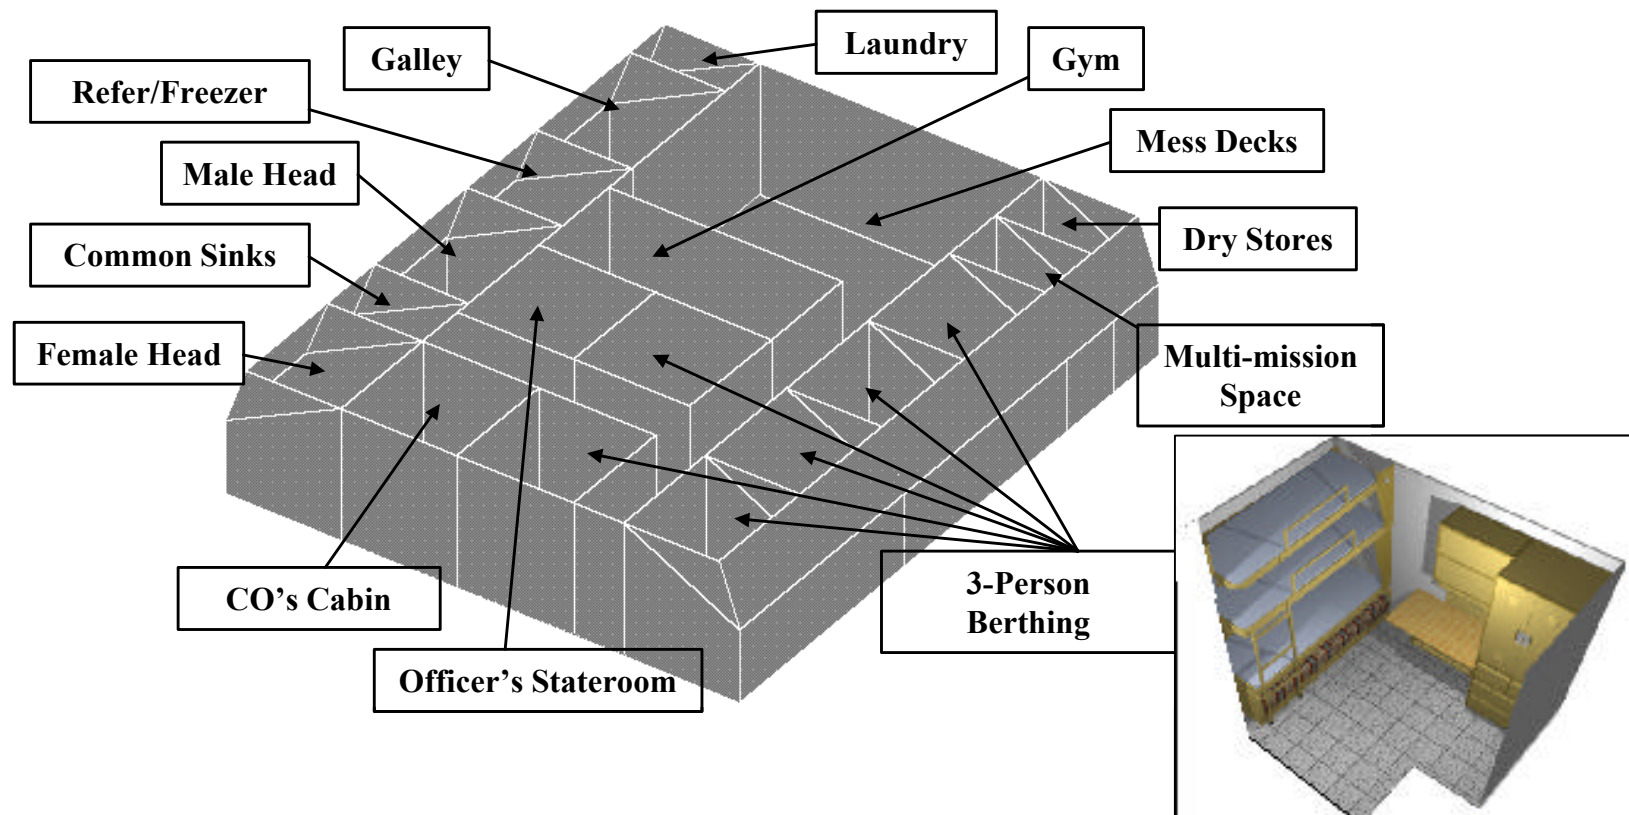 Laundry
Galley
Gym
Refer/Freezer
Mess Decks
Male Head
Dry Stores
Common Sinks
Female Head
Multi-mission
Space
CO’s Cabin
3-Person
Berthing
Officer’s Stateroom